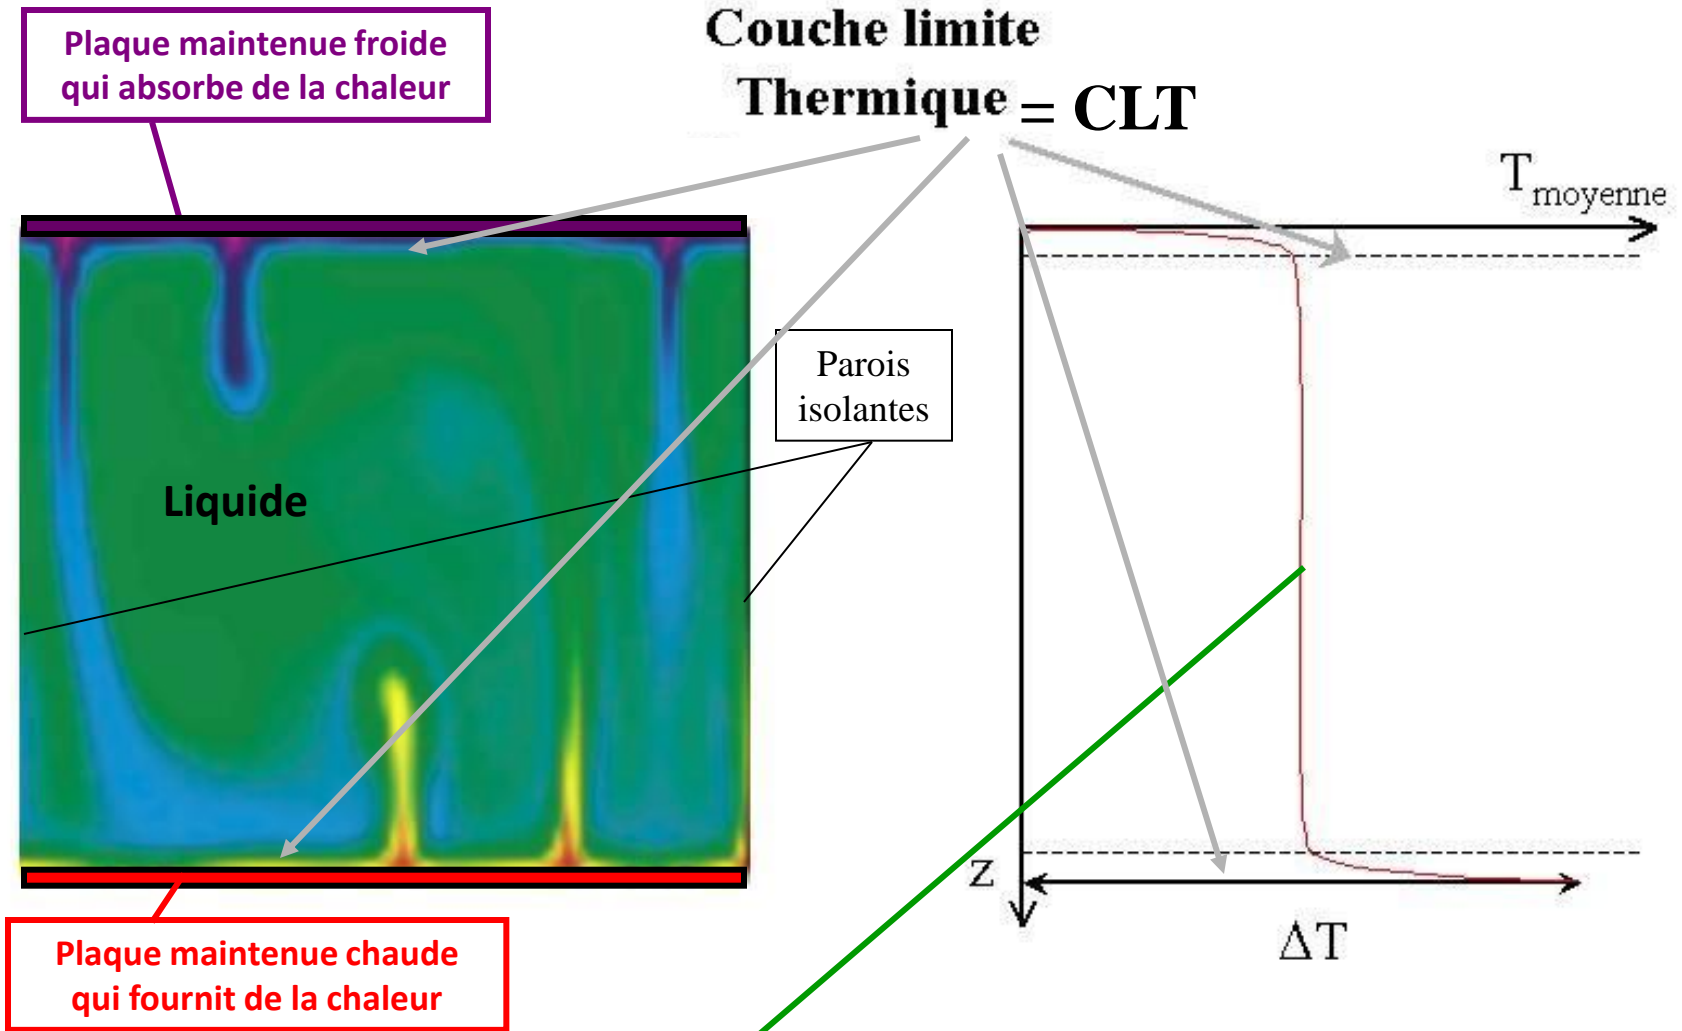 Plaque maintenue froide
qui absorbe de la chaleur
Couche limite
Thermique = CLT
T moyenne
Parois
isolantes
Liquide
Z
ΔT
Plaque maintenue chaude
qui fournit de la chaleur